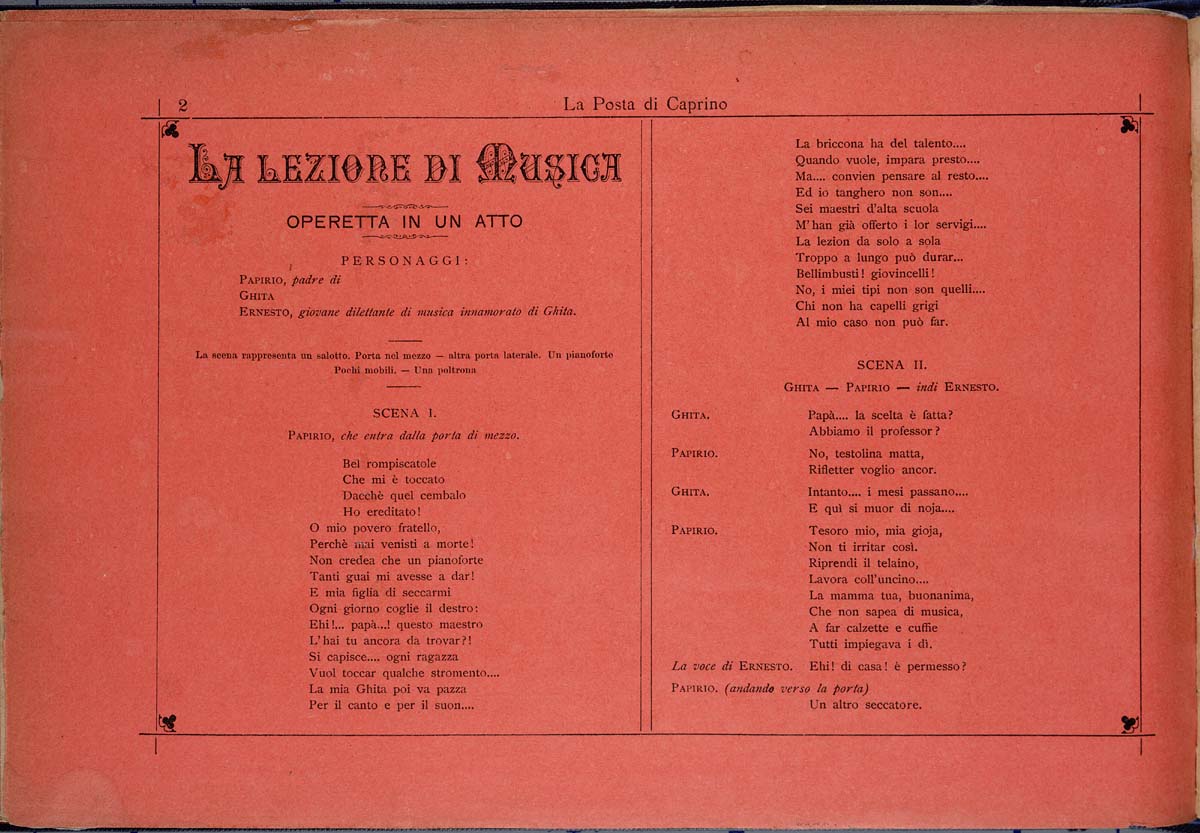 2
La Posta di Caprino
LA LEZIONE DI MUSICA
OPERETTA IN UN ATTO
PERSONAGGI:
PAPIRIO, padre di
GHITA
ERNESTO, giovane dilettante di musica innamorato di Ghita.
La scena rappresenta un salotto. Porta nel mezzo — altra porta laterale. Un pianoforte
Pochi mobili. — Una poltrona
SCENA I.
PAPIRIO, che entra dalla porta di mezzo.
Bel rompiscatole
Che mi è toccato
Dacchè quel cembalo
Ho ereditato!
O mio povero fratello,
Perchè mai venisti a morte!
Non credea che un pianoforte
Tanti guai mi avesse a dar!
E mia figlia di seccarmi
Ogni giorno coglie il destro:
Ehi!... papà...! questo maestro
L'hai tu ancora da trovar?!
Si capisce.... ogni ragazza
Vuol toccar qualche stromento....
La mia Ghita poi va pazza
Per il canto e per il suon....
La briccona ha del talento....
Quando vuole, impara presto....
Ma.... convien pensare al resto....
Ed io tanghero non son....
Sei maestri d'alta scuola
M'han già offerto i lor servigi....
La lezion da solo a sola
Troppo a lungo può durar...
Bellimbusti! giovincelli!
No, i miei tipi non son quelli....
Chi non ha capelli grigi
Al mio caso non può far.
SCENA II.
GHITA — PAPIRIO — indi ERNESTO.
GHITA. Papà.... la scelta è fatta?
Abbiamo il professor?
PAPIRIO. No, testolina matta,
Rifletter voglio ancor.
GHITA. Intanto.... i mesi passano....
E quì si muor di noja....
PAPIRIO. Tesoro mio, mia gioja,
Non ti irritar così.
Riprendi il telaino,
Lavora coll'uncino....
La mamma tua, buonanima,
Che non sapea di musica,
A far calzette e cuffie
Tutti impiegava i dì.
La voce di ERNESTO. Ehi! di casa! è permesso?
PAPIRIO. (andando verso la porta)
Un altro seccatore.